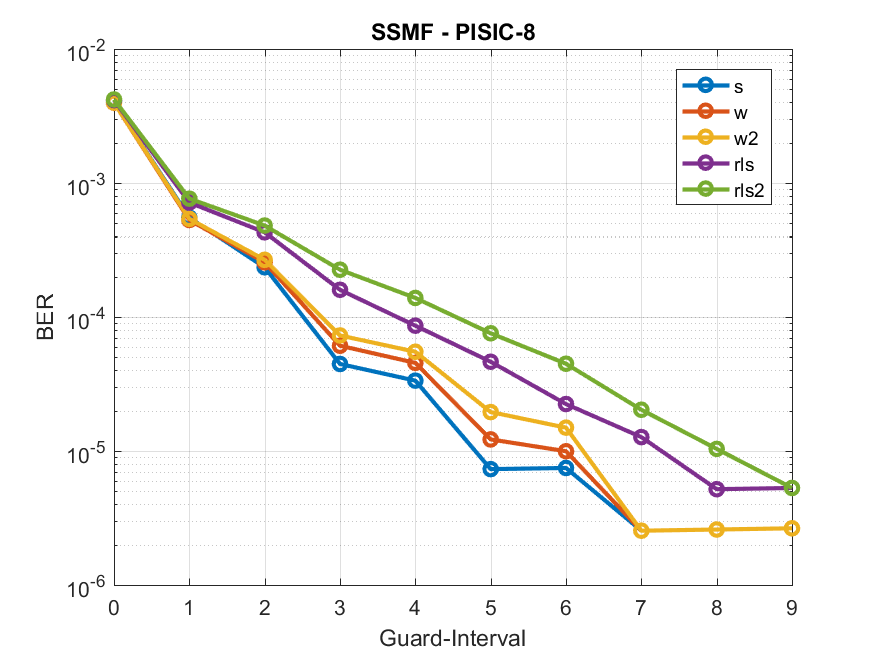 SSMF - PISIC-8
10^-2
10^-3
10^-4
10^-5
10^-6
BER
s
w
w2
rls
rls2
0 1 2 3 4 5 6 7 8 9
Guard-Interval